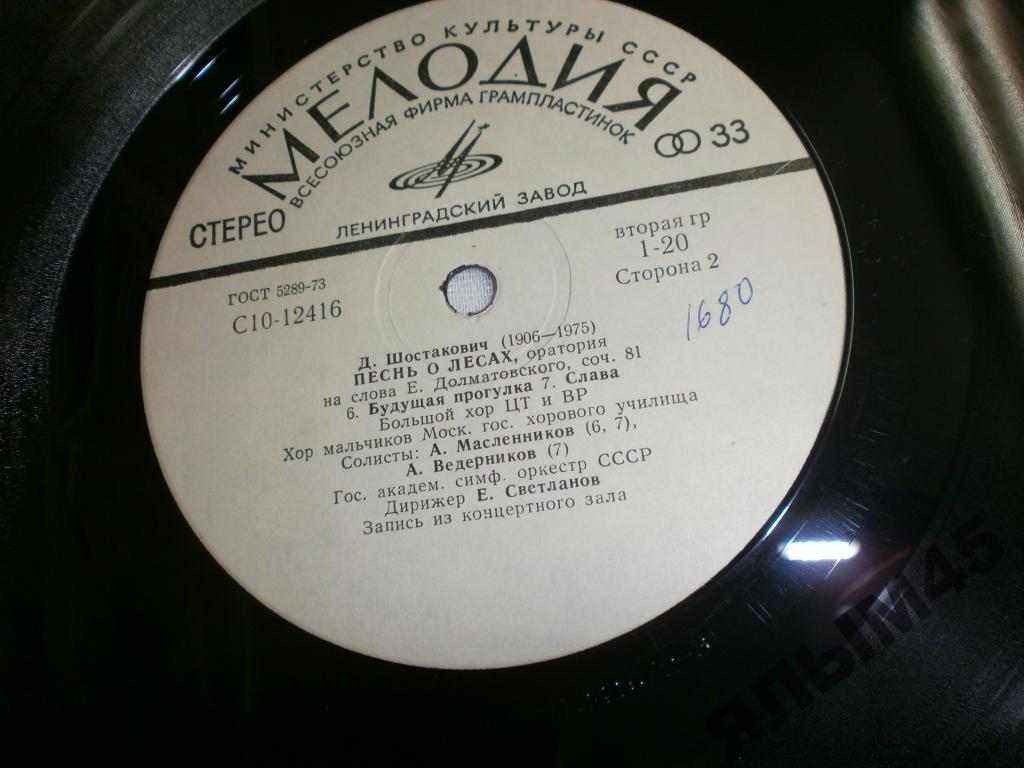 МИНИСТЕРСТВО КУЛЬТУРЫ СССР
МЕЛОДИЯ
ВСЕСОЮЗНАЯ ФИРМА ГРАМПЛАСТИНОК
33
СТЕРЕО
ЛЕНИНГРАДСКИЙ ЗАВОД
ГОСТ 5289-73
С10-12416
вторая гр
1-20
Сторона 2
1680
Д. Шостакович (1906—1975)
ПЕСНЬ О ЛЕСАХ, оратория
на слова Е. Долматовского, соч. 81
6. Будущая прогулка 7. Слава
Большой хор ЦТ и ВР
Хор мальчиков Моск. гос. хорового училища
Солисты: А. Масленников (6, 7),
А. Ведерников (7)
Гос. академ. симф. оркестр СССР
Дирижер Е. Светланов
Запись из концертного зала
ЯЛЫМ45